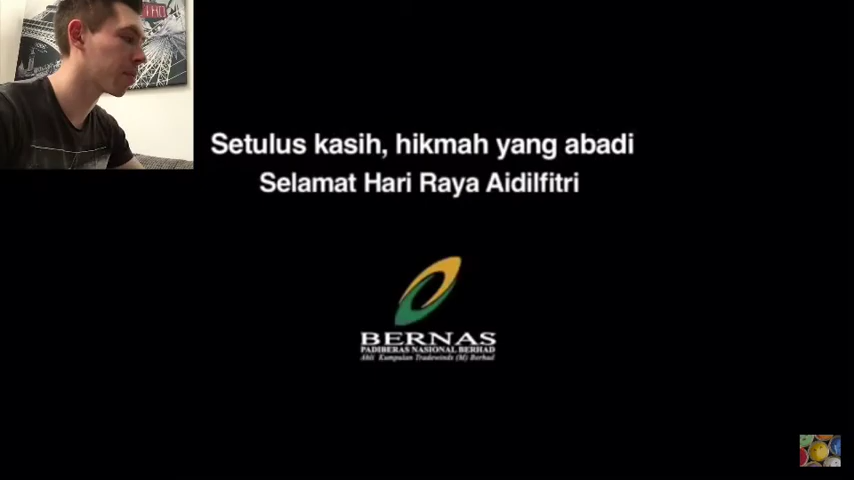 Setulus kasih, hikmah yang abadi
Selamat Hari Raya Aidilfitri
BERNAS
PADIBERAS NASIONAL BERHAD
Ahli Kumpulan Tradewinds (M) Berhad